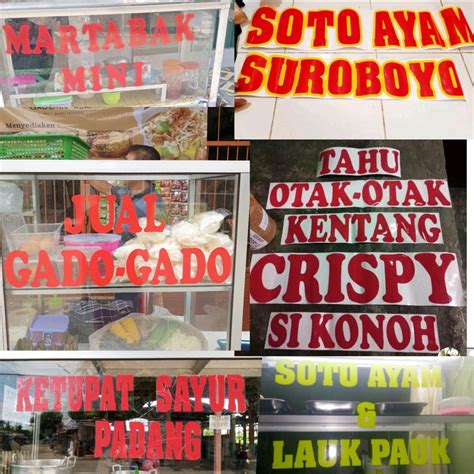 MARTABAK
MINI
Menyediakan
SOTO AYAM
SUROBOYO
JUAL
GADO-GADO
TAHU
OTAK-OTAK
KENTANG
CRISPY
SI KONOH
KETUPAT SAYUR
PADANG
SOTO AYAM
&
LAUK PAUK